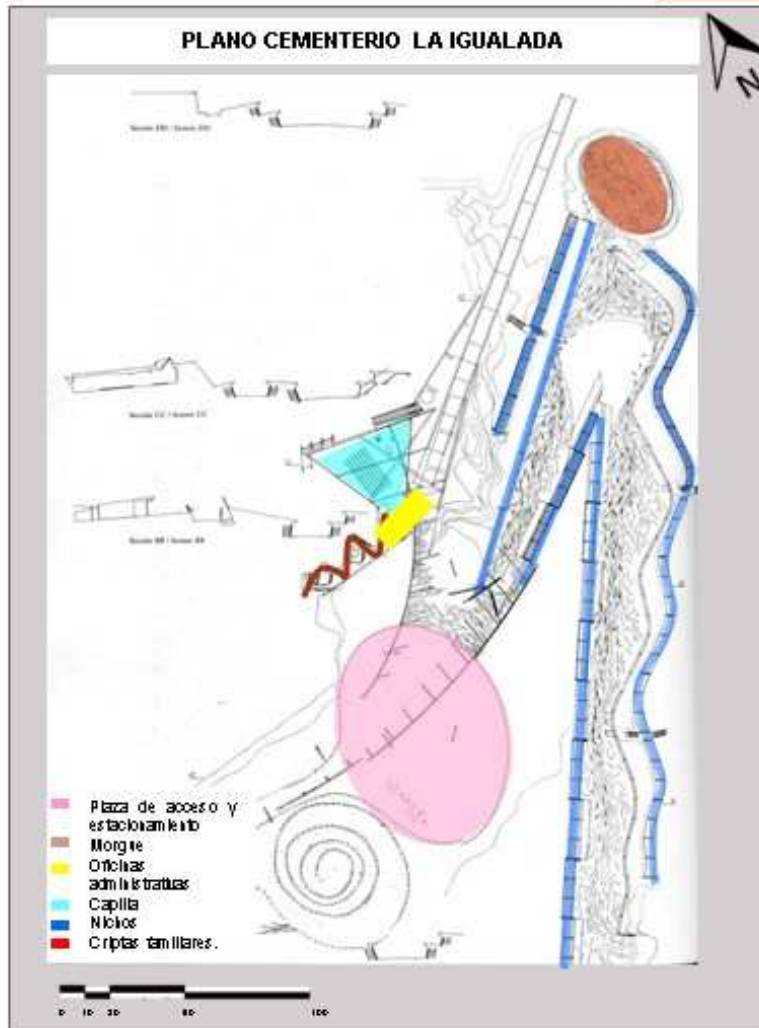 PLANO CEMENTERIO LA IGUALADA
N
Plaza de acceso y
estacionamiento
Morgue
Oficinas
administrativas
Capilla
Nichos
Criptas familiares.
0 10 20
100